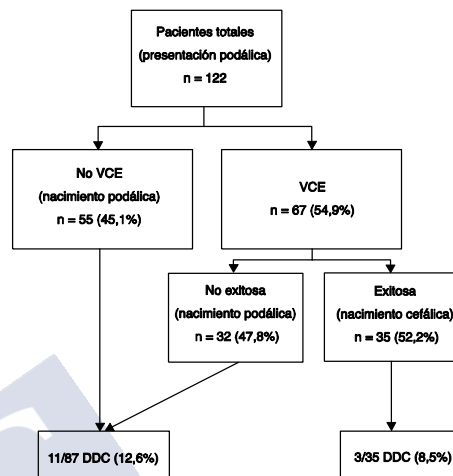 Pacientes totales
(presentación podálica)
n = 122
No VCE
(nacimiento podálica)
n = 55 (45,1%)
VCE
n = 67 (54,9%)
No exitosa
(nacimiento podálica)
n = 32 (47,8%)
Exitosa
(nacimiento cefálica)
n = 35 (52,2%)
11/87 DDC (12,6%)
3/35 DDC (8,5%)